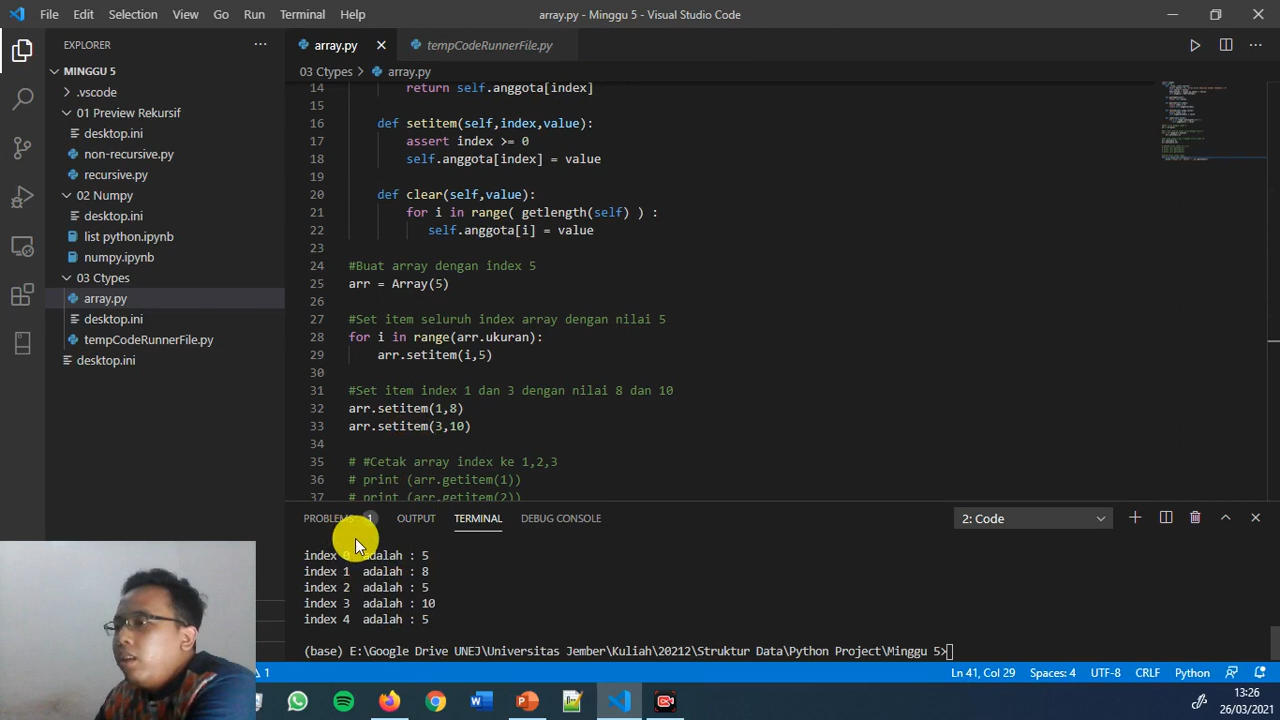 File Edit Selection View Go Run Terminal Help
array.py - Minggu 5 - Visual Studio Code
EXPLORER
MINGGU 5
.vscode
01 Preview Rekursif
desktop.ini
non-recursive.py
recursive.py
02 Numpy
desktop.ini
list python.ipynb
numpy.ipynb
03 Ctypes
array.py
desktop.ini
tempCodeRunnerFile.py
desktop.ini
array.py
tempCodeRunnerFile.py
03 Ctypes > array.py
14 return self.anggota[index]
15
16 def setitem(self,index,value):
17 assert index >= 0
18 self.anggota[index] = value
19
20 def clear(self,value):
21 for i in range( getlength(self) ) :
22 self.anggota[i] = value
23
24 #Buat array dengan index 5
25 arr = Array(5)
26
27 #Set item seluruh index array dengan nilai 5
28 for i in range(arr.ukuran):
29 arr.setitem(i,5)
30
31 #Set item index 1 dan 3 dengan nilai 8 dan 10
32 arr.setitem(1,8)
33 arr.setitem(3,10)
34
35 # #Cetak array index ke 1,2,3
36 # print (arr.getitem(1))
37 # print (arr.getitem(2))
PROBLEMS 1 OUTPUT TERMINAL DEBUG CONSOLE
2: Code
index 0 adalah : 5
index 1 adalah : 8
index 2 adalah : 5
index 3 adalah : 10
index 4 adalah : 5
(base) E:\Google Drive UNEJ\Universitas Jember\Kuliah\20212\Struktur Data\Python Project\Minggu 5>
1
Ln 41, Col 29 Spaces: 4 UTF-8 CRLF Python
13:26
26/03/2021